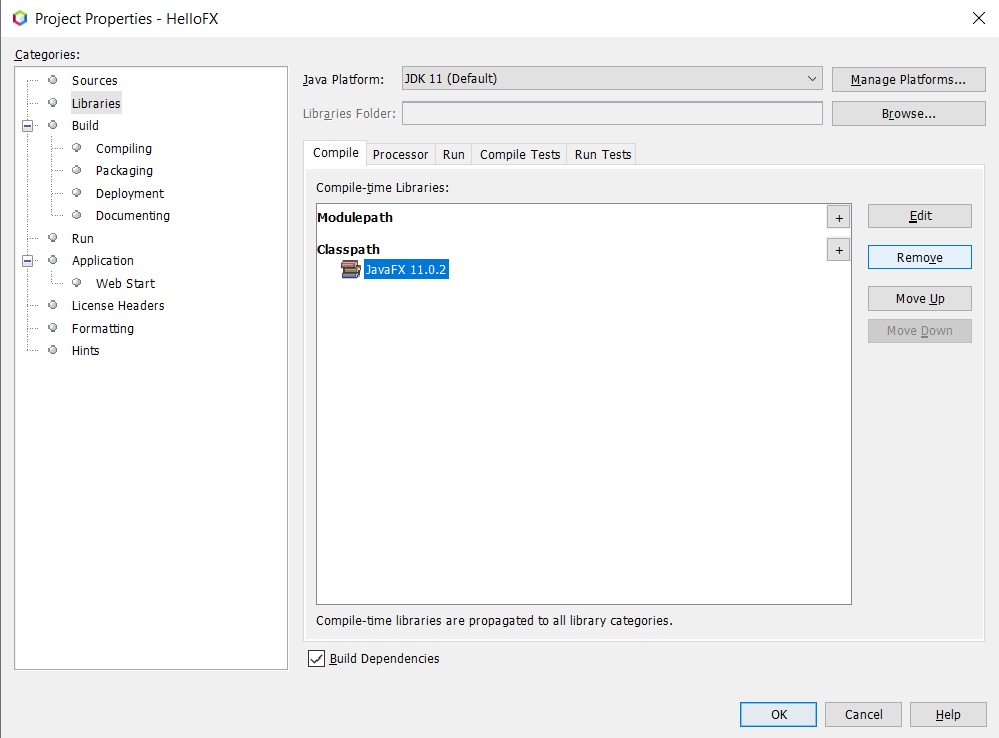 Project Properties - HelloFX
Categories:
Sources
Libraries
Build
Compiling
Packaging
Deployment
Documenting
Run
Application
Web Start
License Headers
Formatting
Hints
Java Platform: JDK 11 (Default) Manage Platforms...
Libraries Folder: Browse...
Compile Processor Run Compile Tests Run Tests
Compile-time Libraries:
Modulepath +
Classpath +
JavaFX 11.0.2
Edit
Remove
Move Up
Move Down
Compile-time libraries are propagated to all library categories.
Build Dependencies
OK Cancel Help